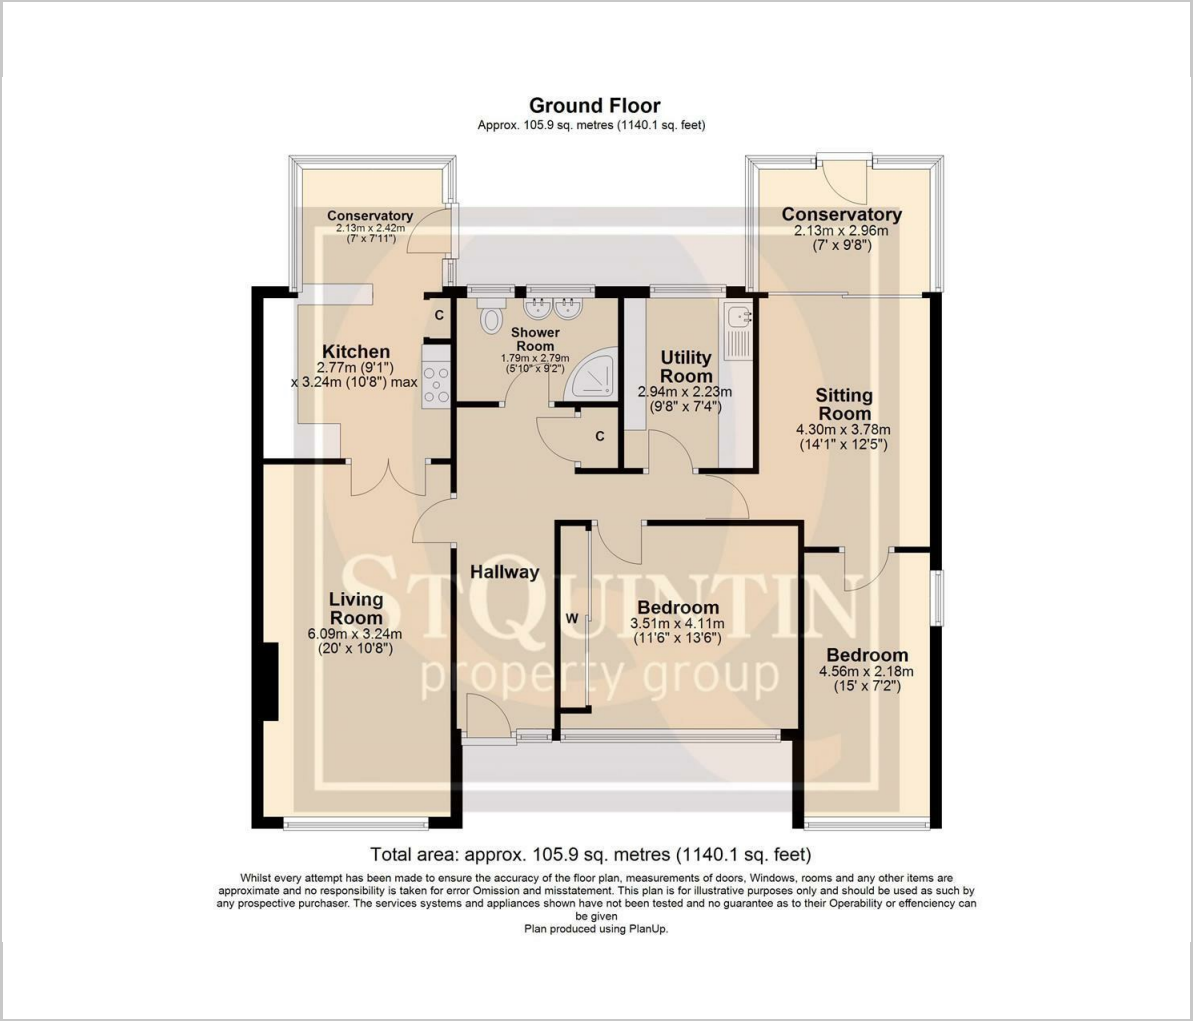 Ground Floor
Approx. 105.9 sq. metres (1140.1 sq. feet)
Conservatory
2.13m x 2.42m
(7' x 7'11")
Conservatory
2.13m x 2.96m
(7' x 9'8")
C
Kitchen
2.77m (9'1")
x 3.24m (10'8") max
Shower
Room
1.79m x 2.79m
(5'10" x 9'2")
Utility
Room
2.94m x 2.23m
(9'8" x 7'4")
Sitting
Room
4.30m x 3.78m
(14'1" x 12'5")
C
Hallway
Living
Room
6.09m x 3.24m
(20' x 10'8")
W
Bedroom
3.51m x 4.11m
(11'6" x 13'6")
Bedroom
4.56m x 2.18m
(15' x 7'2")
STQUINTIN
property group
Total area: approx. 105.9 sq. metres (1140.1 sq. feet)
Whilst every attempt has been made to ensure the accuracy of the floor plan, measurements of doors, Windows, rooms and any other items are
approximate and no responsibility is taken for error Omission and misstatement. This plan is for illustrative purposes only and should be used as such by
any prospective purchaser. The services systems and appliances shown have not been tested and no guarantee as to their Operability or effenciency can
be given
Plan produced using PlanUp.